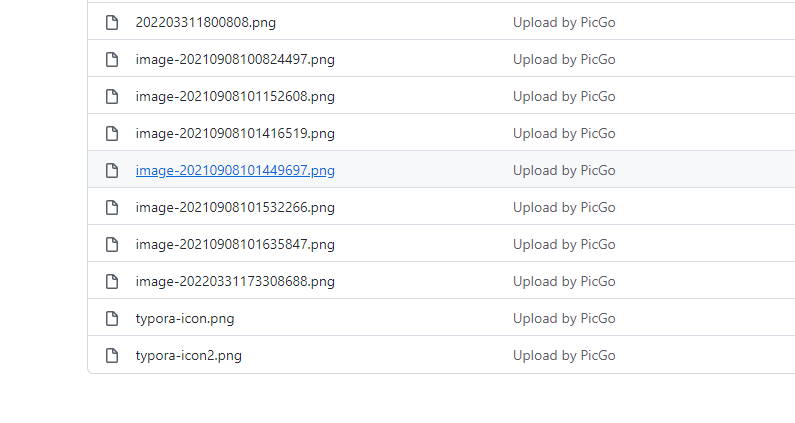 202203311800808.png Upload by PicGo
image-20210908100824497.png Upload by PicGo
image-20210908101152608.png Upload by PicGo
image-20210908101416519.png Upload by PicGo
image-20210908101449697.png Upload by PicGo
image-20210908101532266.png Upload by PicGo
image-20210908101635847.png Upload by PicGo
image-20220331173308688.png Upload by PicGo
typora-icon.png Upload by PicGo
typora-icon2.png Upload by PicGo